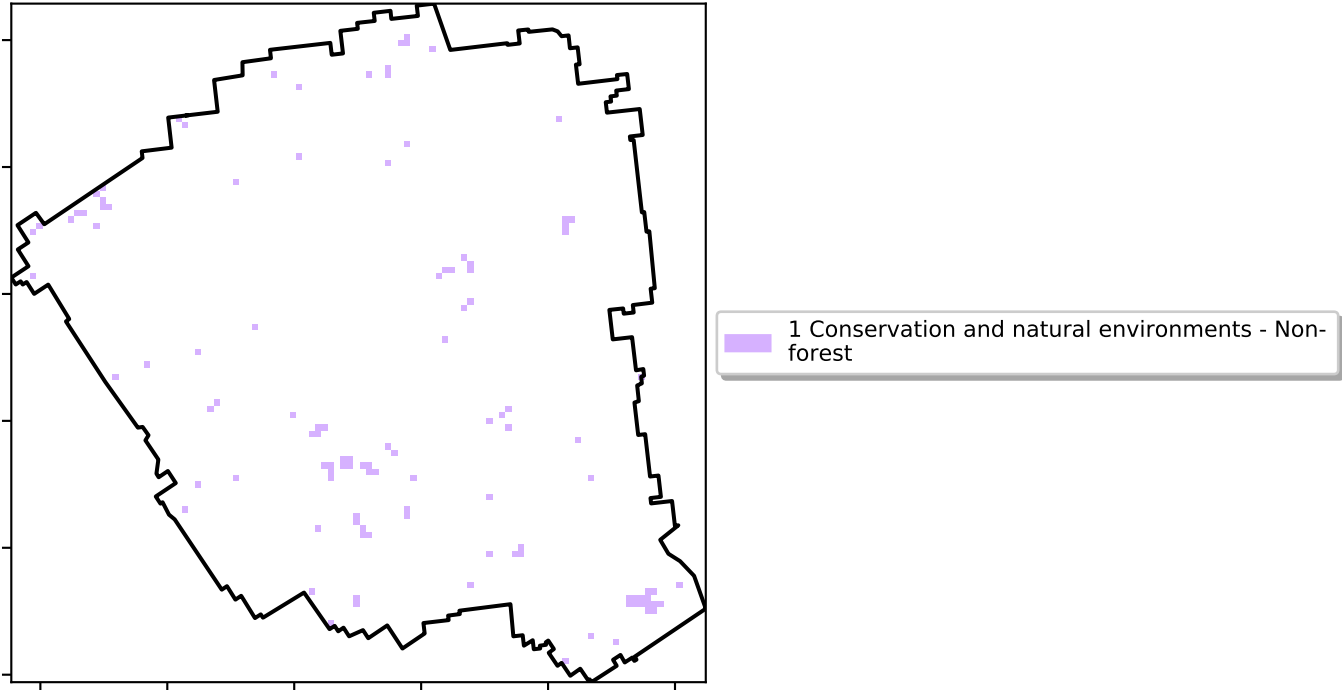 1 Conservation and natural environments - Non-
forest